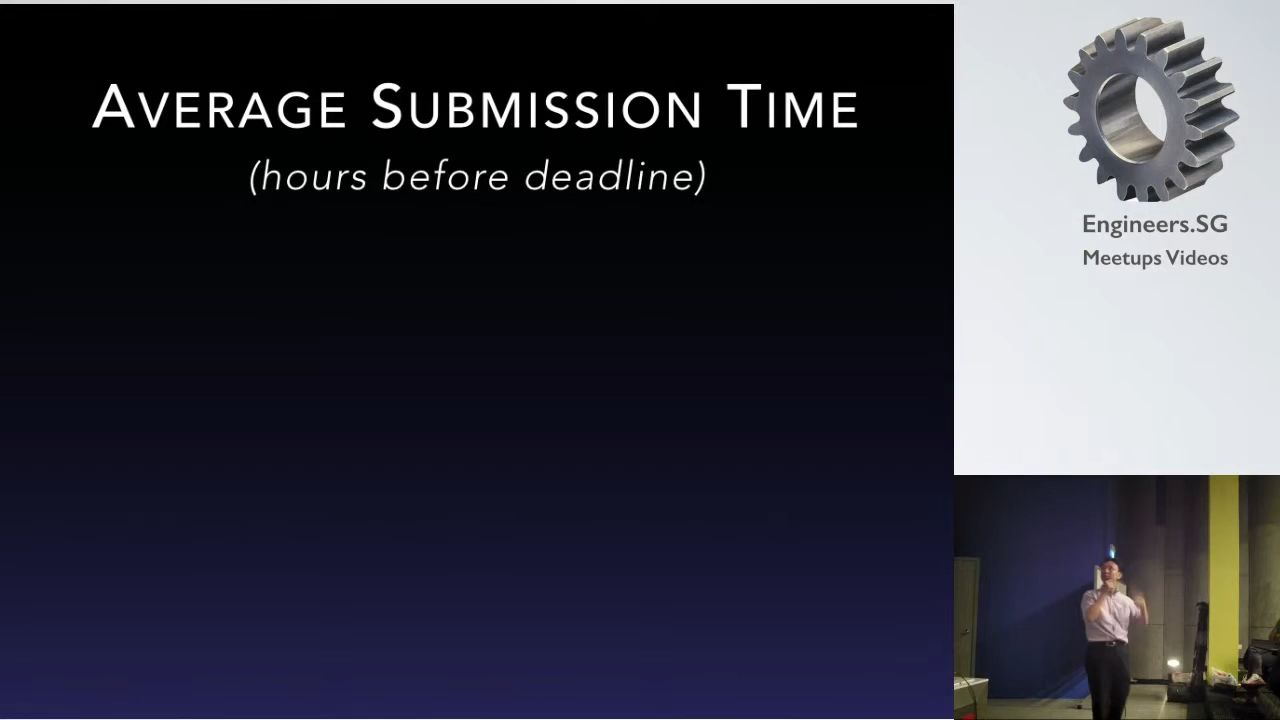 AVERAGE SUBMISSION TIME
(hours before deadline)
Engineers.SG
Meetups Videos